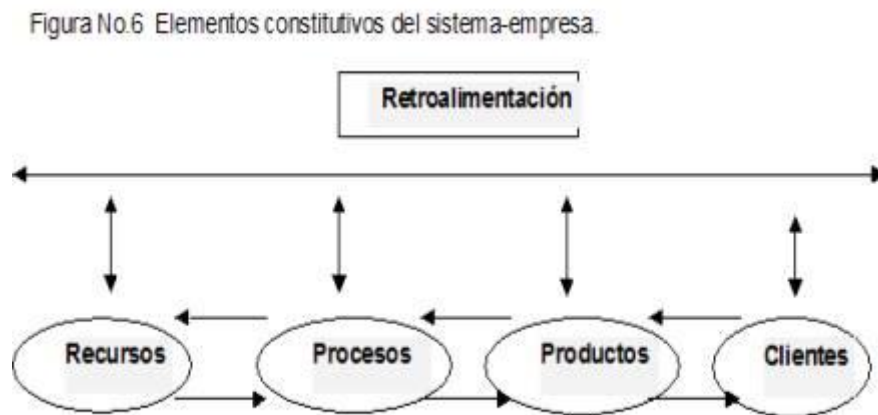 Figura No.6 Elementos constitutivos del sistema-empresa.
Retroalimentación
Recursos Procesos Productos Clientes